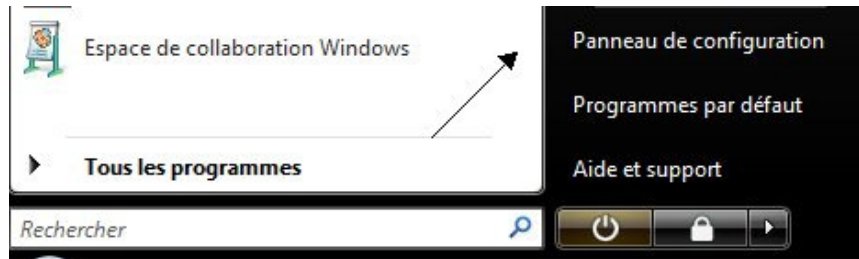 Espace de collaboration Windows
Tous les programmes
Rechercher
Panneau de configuration
Programmes par défaut
Aide et support